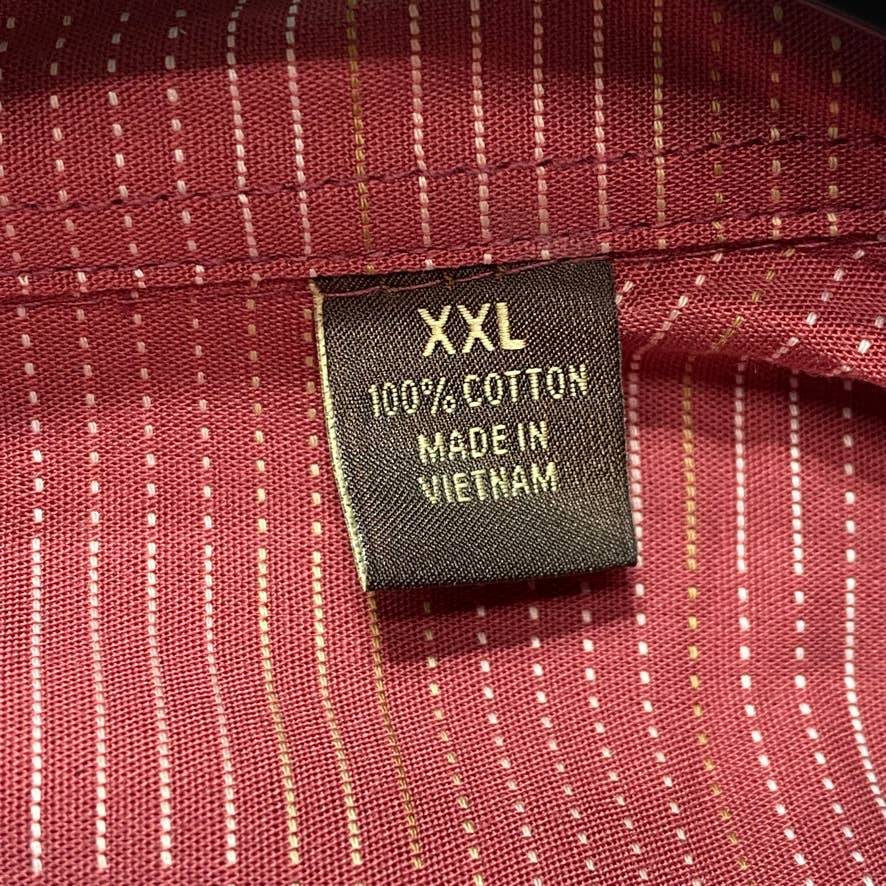 XXL
100% COTTON
MADE IN
VIETNAM